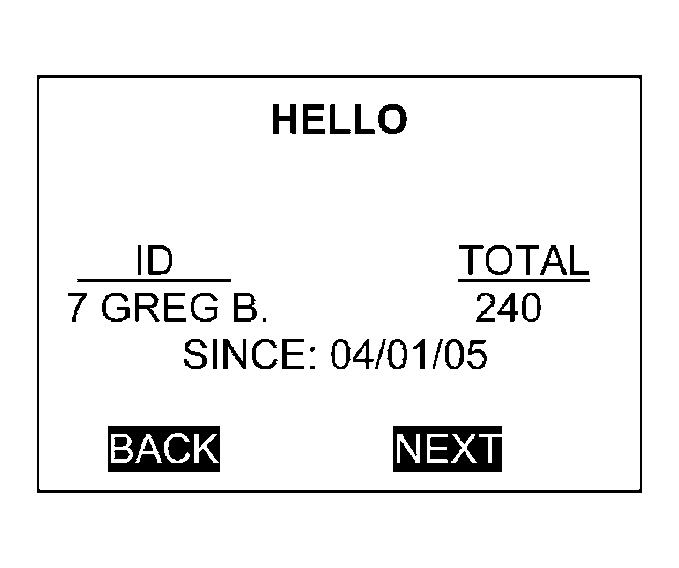 HELLO
ID TOTAL
7 GREG B. 240
SINCE: 04/01/05
BACK NEXT